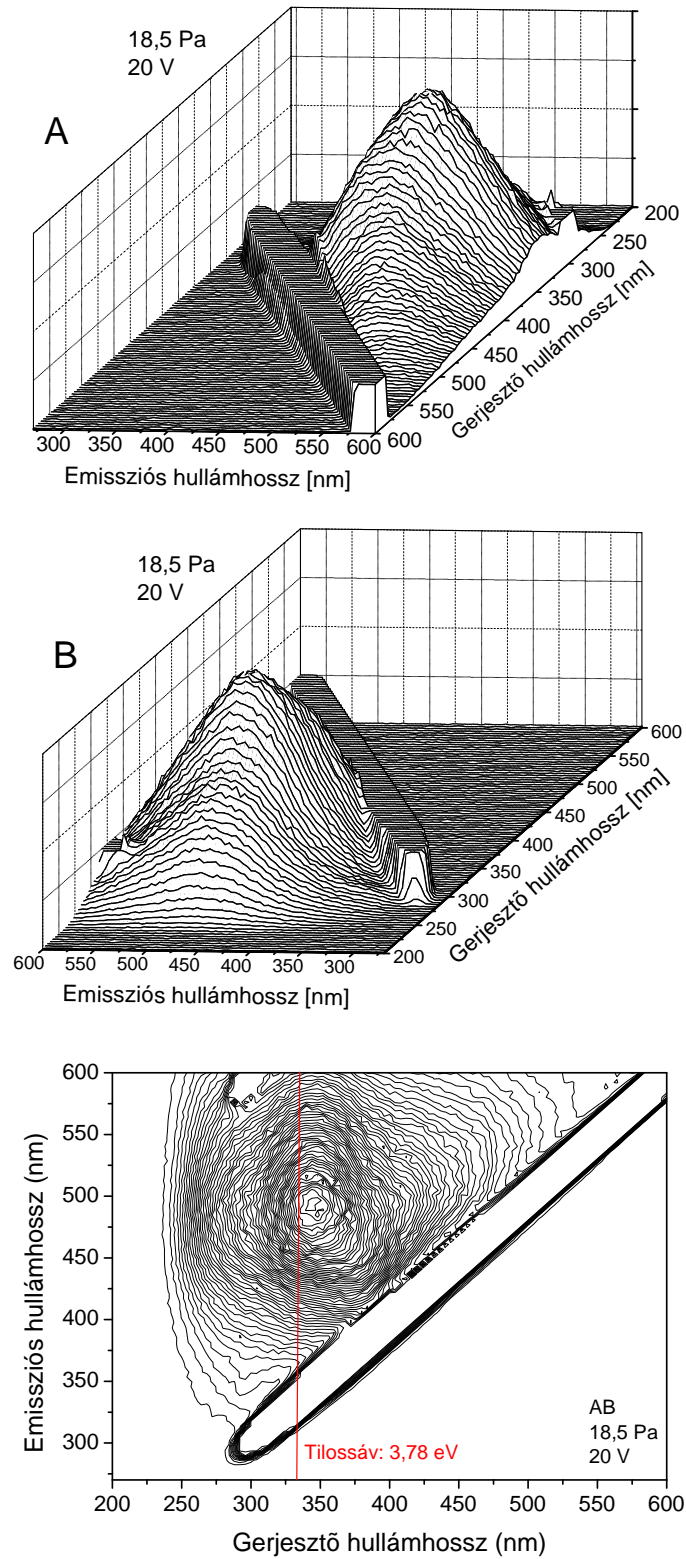 18,5 Pa
20 V
A
200
250
300
350
400
450
500
550
600
Gerjesztõ hullámhossz [nm]
300 350 400 450 500 550 600
Emissziós hullámhossz [nm]
18,5 Pa
20 V
B
600
550
500
450
400
350
300
250
200
Gerjesztõ hullámhossz [nm]
600 550 500 450 400 350 300
Emissziós hullámhossz [nm]
600
550
500
450
400
350
300
Emissziós hullámhossz (nm)
AB
18,5 Pa
20 V
Tilossáv: 3,78 eV
200 250 300 350 400 450 500 550 600
Gerjesztõ hullámhossz (nm)